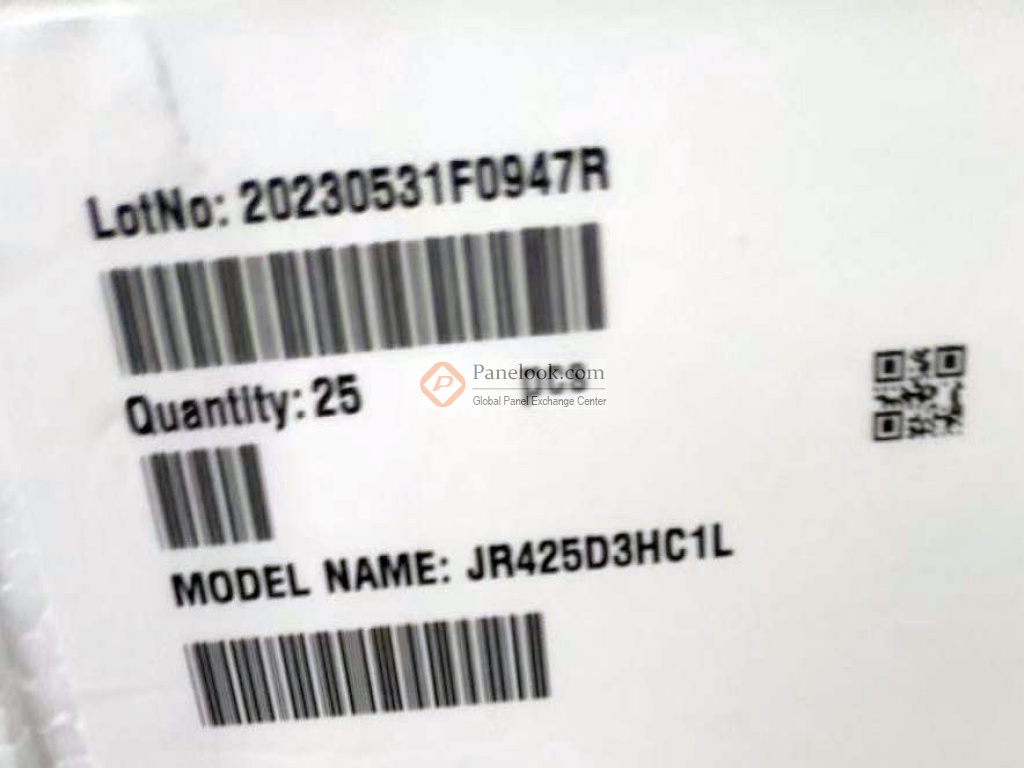 LotNo: 20230531F0947R
Quantity: 25 pcs
Panelook.com
Global Panel Exchange Center
MODEL NAME: JR425D3HC1L